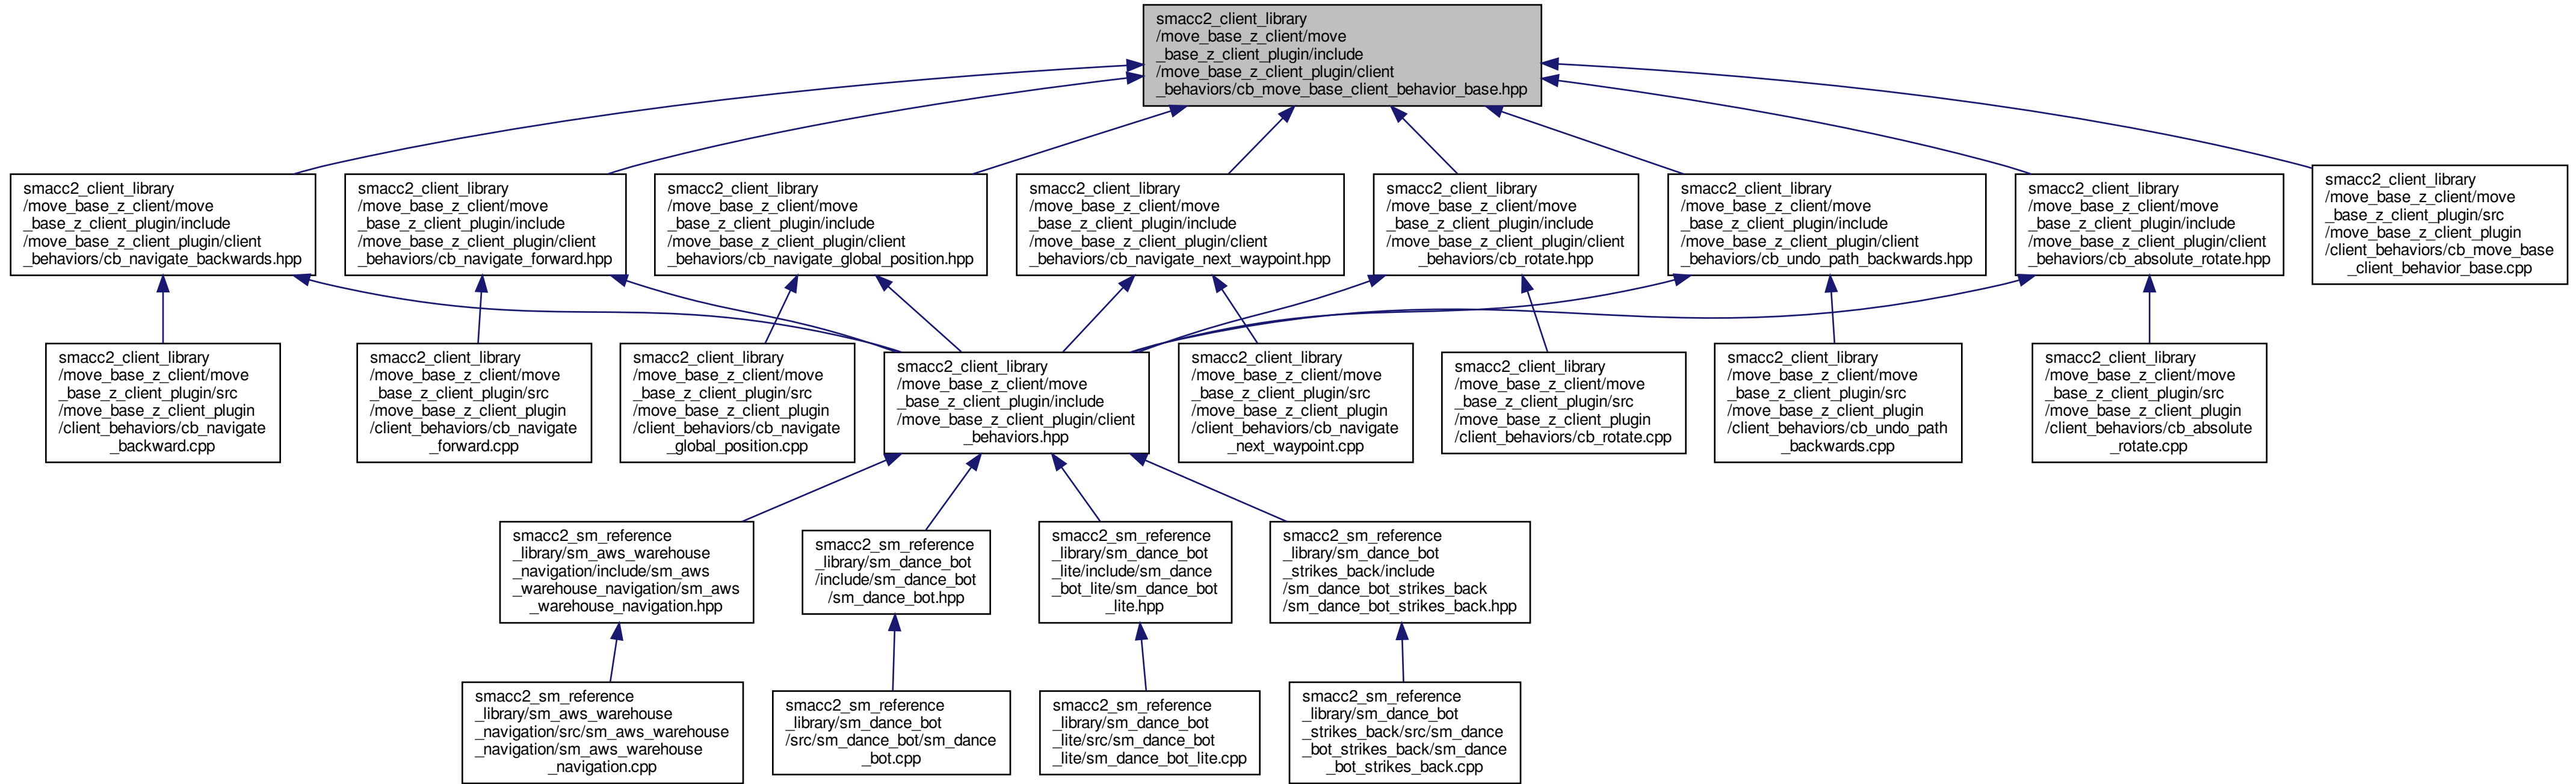 smacc2_client_library
/move_base_z_client/move
_base_z_client_plugin/include
/move_base_z_client_plugin/client
_behaviors/cb_move_base_client_behavior_base.hpp
smacc2_client_library
/move_base_z_client/move
_base_z_client_plugin/include
/move_base_z_client_plugin/client
_behaviors/cb_navigate_backwards.hpp
smacc2_client_library
/move_base_z_client/move
_base_z_client_plugin/include
/move_base_z_client_plugin/client
_behaviors/cb_navigate_forward.hpp
smacc2_client_library
/move_base_z_client/move
_base_z_client_plugin/include
/move_base_z_client_plugin/client
_behaviors/cb_navigate_global_position.hpp
smacc2_client_library
/move_base_z_client/move
_base_z_client_plugin/include
/move_base_z_client_plugin/client
_behaviors/cb_navigate_next_waypoint.hpp
smacc2_client_library
/move_base_z_client/move
_base_z_client_plugin/include
/move_base_z_client_plugin/client
_behaviors/cb_rotate.hpp
smacc2_client_library
/move_base_z_client/move
_base_z_client_plugin/include
/move_base_z_client_plugin/client
_behaviors/cb_undo_path_backwards.hpp
smacc2_client_library
/move_base_z_client/move
_base_z_client_plugin/include
/move_base_z_client_plugin/client
_behaviors/cb_absolute_rotate.hpp
smacc2_client_library
/move_base_z_client/move
_base_z_client_plugin/src
/move_base_z_client_plugin
/client_behaviors/cb_move_base
_client_behavior_base.cpp
smacc2_client_library
/move_base_z_client/move
_base_z_client_plugin/src
/move_base_z_client_plugin
/client_behaviors/cb_navigate
_backward.cpp
smacc2_client_library
/move_base_z_client/move
_base_z_client_plugin/src
/move_base_z_client_plugin
/client_behaviors/cb_navigate
_forward.cpp
smacc2_client_library
/move_base_z_client/move
_base_z_client_plugin/src
/move_base_z_client_plugin
/client_behaviors/cb_navigate
_global_position.cpp
smacc2_client_library
/move_base_z_client/move
_base_z_client_plugin/include
/move_base_z_client_plugin/client
_behaviors.hpp
smacc2_client_library
/move_base_z_client/move
_base_z_client_plugin/src
/move_base_z_client_plugin
/client_behaviors/cb_navigate
_next_waypoint.cpp
smacc2_client_library
/move_base_z_client/move
_base_z_client_plugin/src
/move_base_z_client_plugin
/client_behaviors/cb_rotate.cpp
smacc2_client_library
/move_base_z_client/move
_base_z_client_plugin/src
/move_base_z_client_plugin
/client_behaviors/cb_undo_path
_backwards.cpp
smacc2_client_library
/move_base_z_client/move
_base_z_client_plugin/src
/move_base_z_client_plugin
/client_behaviors/cb_absolute
_rotate.cpp
smacc2_sm_reference
_library/sm_aws_warehouse
_navigation/include/sm_aws
_warehouse_navigation/sm_aws
_warehouse_navigation.hpp
smacc2_sm_reference
_library/sm_dance_bot
/include/sm_dance_bot
/sm_dance_bot.hpp
smacc2_sm_reference
_library/sm_dance_bot
_lite/include/sm_dance
_bot_lite/sm_dance_bot
_lite.hpp
smacc2_sm_reference
_library/sm_dance_bot
_strikes_back/include
/sm_dance_bot_strikes_back
/sm_dance_bot_strikes_back.hpp
smacc2_sm_reference
_library/sm_aws_warehouse
_navigation/src/sm_aws_warehouse
_navigation/sm_aws_warehouse
_navigation.cpp
smacc2_sm_reference
_library/sm_dance_bot
/src/sm_dance_bot/sm_dance
_bot.cpp
smacc2_sm_reference
_library/sm_dance_bot
_lite/src/sm_dance_bot
_lite/sm_dance_bot_lite.cpp
smacc2_sm_reference
_library/sm_dance_bot
_strikes_back/src/sm_dance
_bot_strikes_back/sm_dance
_bot_strikes_back.cpp